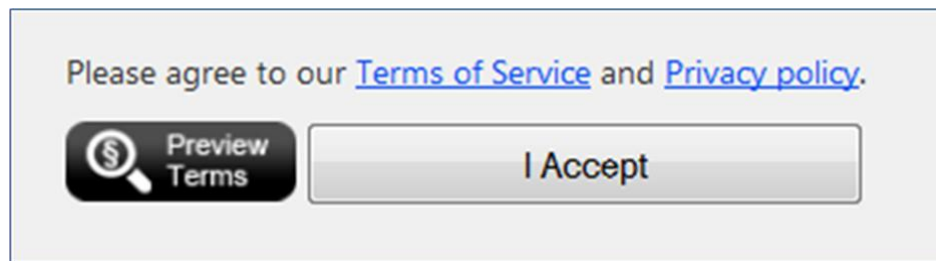 Please agree to our Terms of Service and Privacy policy.
§ Preview
Terms
I Accept